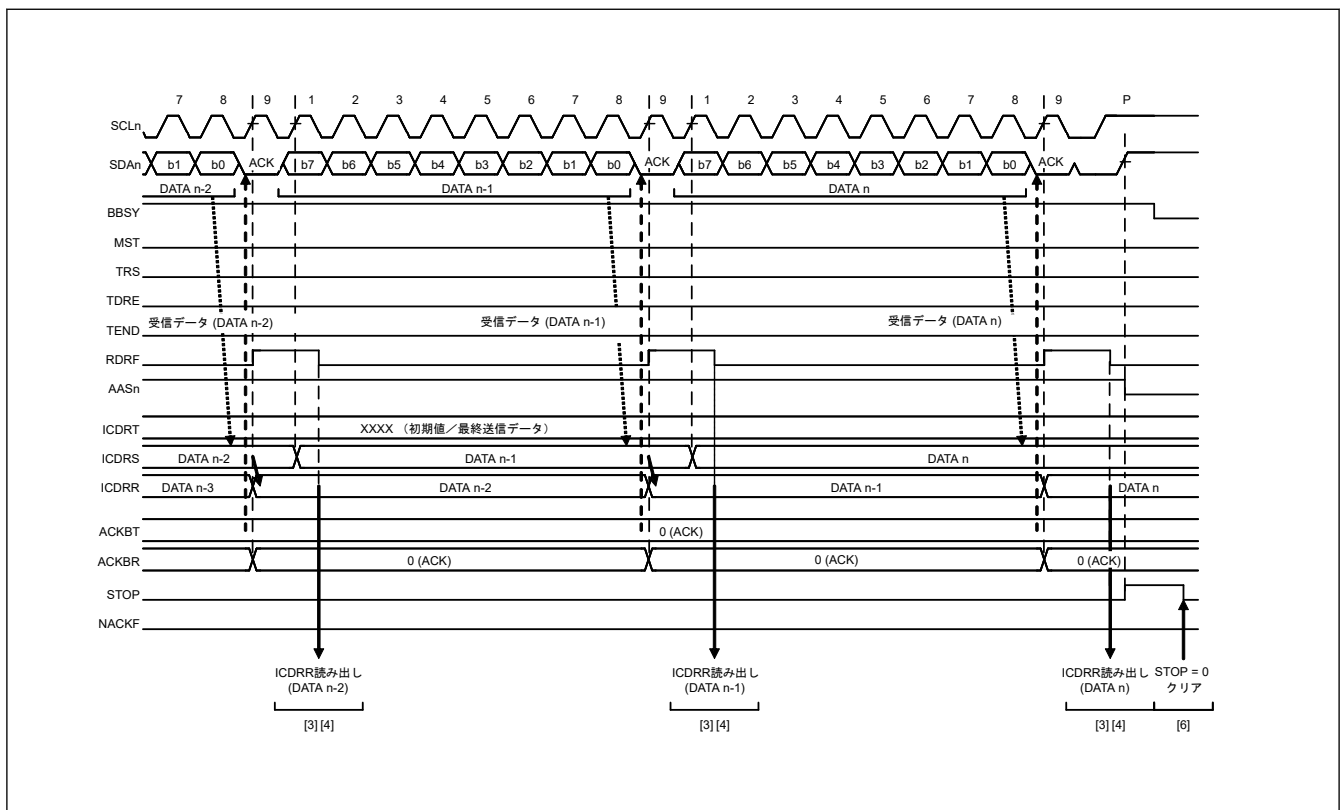 7 8 9 1 2 3 4 5 6 7 8 9 1 2 3 4 5 6 7 8 9 P
SCLn
SDAn b1 b0 ACK b7 b6 b5 b4 b3 b2 b1 b0 ACK b7 b6 b5 b4 b3 b2 b1 b0 ACK
DATA n-2 DATA n-1 DATA n
BBSY
MST
TRS
TDRE
受信データ (DATA n-2) 受信データ (DATA n-1) 受信データ (DATA n)
TEND
RDRF
AASn
ICDRT XXXX (初期値/最終送信データ)
ICDRS DATA n-2 DATA n-1 DATA n
ICDRR DATA n-3 DATA n-2 DATA n-1 DATA n
ACKBT 0 (ACK)
ACKBR 0 (ACK) 0 (ACK) 0 (ACK)
STOP
NACKF
ICDRR読み出し ICDRR読み出し ICDRR読み出し STOP = 0
(DATA n-2) (DATA n-1) (DATA n) クリア
[3] [4] [3] [4] [3] [4] [6]